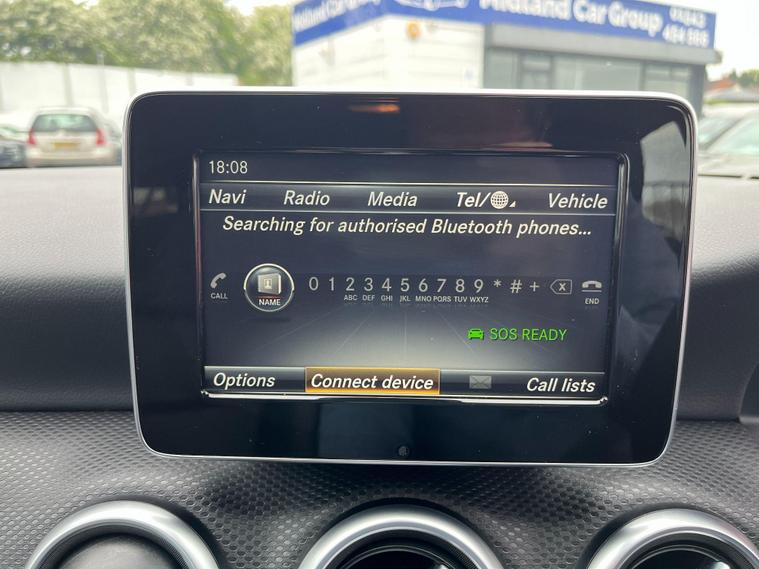 Midland Car Group
18:08
Navi Radio Media Tel/ Vehicle
Searching for authorised Bluetooth phones...
CALL NAME 0 1 2 3 4 5 6 7 8 9 * # + X END
ABC DEF GHI JKL MNO PQRS TUV WXYZ
SOS READY
Options Connect device Call lists